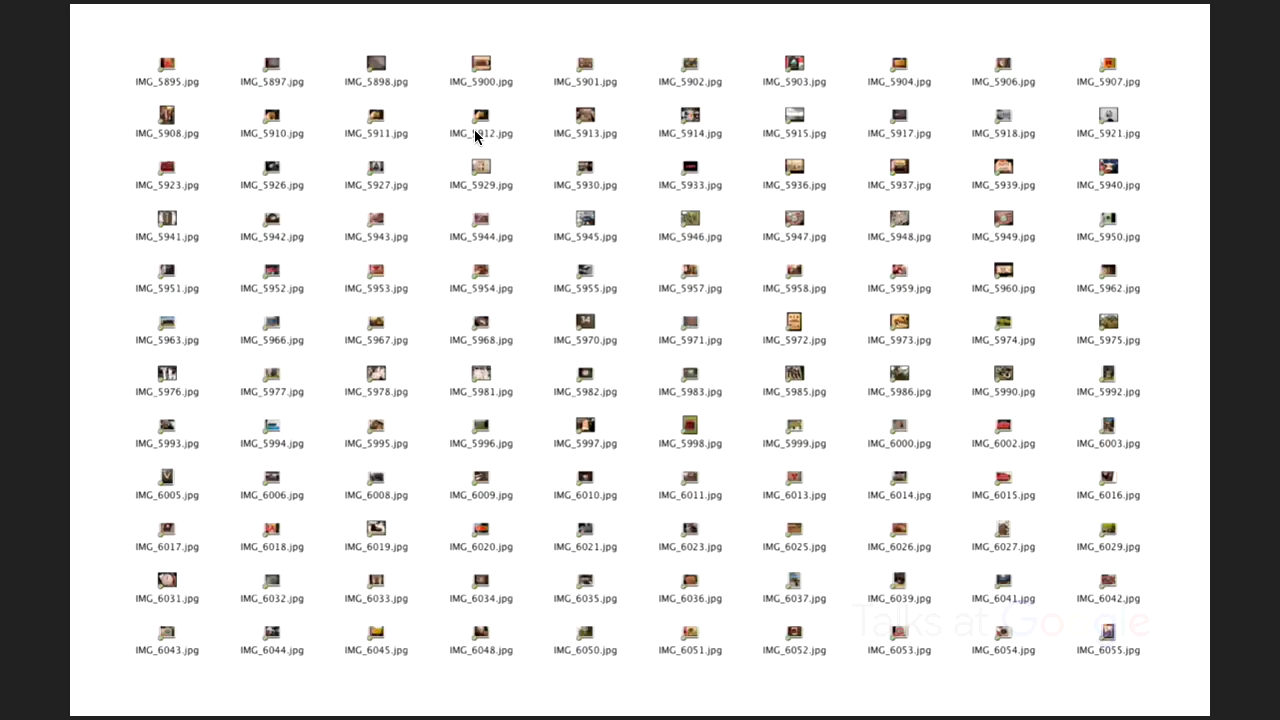 IMG_5895.jpg IMG_5897.jpg IMG_5898.jpg IMG_5900.jpg IMG_5901.jpg IMG_5902.jpg IMG_5903.jpg IMG_5904.jpg IMG_5906.jpg IMG_5907.jpg
IMG_5908.jpg IMG_5910.jpg IMG_5911.jpg IMG_5912.jpg IMG_5913.jpg IMG_5914.jpg IMG_5915.jpg IMG_5917.jpg IMG_5918.jpg IMG_5921.jpg
IMG_5923.jpg IMG_5926.jpg IMG_5927.jpg IMG_5929.jpg IMG_5930.jpg IMG_5933.jpg IMG_5936.jpg IMG_5937.jpg IMG_5939.jpg IMG_5940.jpg
IMG_5941.jpg IMG_5942.jpg IMG_5943.jpg IMG_5944.jpg IMG_5945.jpg IMG_5946.jpg IMG_5947.jpg IMG_5948.jpg IMG_5949.jpg IMG_5950.jpg
IMG_5951.jpg IMG_5952.jpg IMG_5953.jpg IMG_5954.jpg IMG_5955.jpg IMG_5957.jpg IMG_5958.jpg IMG_5959.jpg IMG_5960.jpg IMG_5962.jpg
14
IMG_5963.jpg IMG_5966.jpg IMG_5967.jpg IMG_5968.jpg IMG_5970.jpg IMG_5971.jpg IMG_5972.jpg IMG_5973.jpg IMG_5974.jpg IMG_5975.jpg
IMG_5976.jpg IMG_5977.jpg IMG_5978.jpg IMG_5981.jpg IMG_5982.jpg IMG_5983.jpg IMG_5985.jpg IMG_5986.jpg IMG_5990.jpg IMG_5992.jpg
IMG_5993.jpg IMG_5994.jpg IMG_5995.jpg IMG_5996.jpg IMG_5997.jpg IMG_5998.jpg IMG_5999.jpg IMG_6000.jpg IMG_6002.jpg IMG_6003.jpg
IMG_6005.jpg IMG_6006.jpg IMG_6008.jpg IMG_6009.jpg IMG_6010.jpg IMG_6011.jpg IMG_6013.jpg IMG_6014.jpg IMG_6015.jpg IMG_6016.jpg
IMG_6017.jpg IMG_6018.jpg IMG_6019.jpg IMG_6020.jpg IMG_6021.jpg IMG_6023.jpg IMG_6025.jpg IMG_6026.jpg IMG_6027.jpg IMG_6029.jpg
IMG_6031.jpg IMG_6032.jpg IMG_6033.jpg IMG_6034.jpg IMG_6035.jpg IMG_6036.jpg IMG_6037.jpg IMG_6039.jpg IMG_6041.jpg IMG_6042.jpg
Talks at Google
IMG_6043.jpg IMG_6044.jpg IMG_6045.jpg IMG_6048.jpg IMG_6050.jpg IMG_6051.jpg IMG_6052.jpg IMG_6053.jpg IMG_6054.jpg IMG_6055.jpg